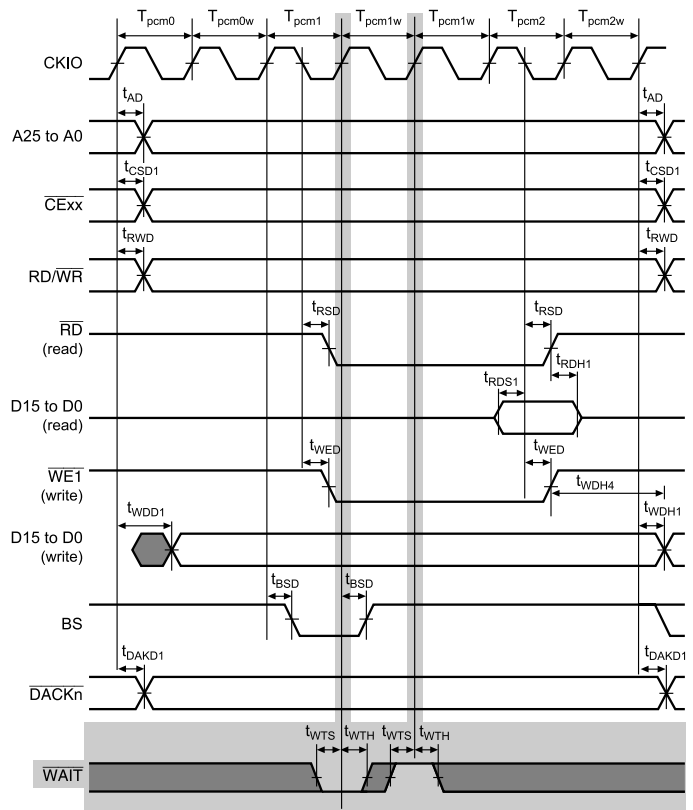 Tpcm0 Tpcm0w Tpcm1 Tpcm1w Tpcm1w Tpcm2 Tpcm2w
CKIO
tAD tAD
A25 to A0
tCSD1 tCSD1
CExx
tRWD tRWD
RD/WR
tRSD tRSD
RD
(read)
tRDH1
tRDS1
D15 to D0
(read)
tWED tWED
WE1
(write)
tWDH4
tWDD1 tWDH1
D15 to D0
(write)
tBSD tBSD
BS
tDAKD1 tDAKD1
DACKn
tWTS tWTH tWTS tWTH
WAIT